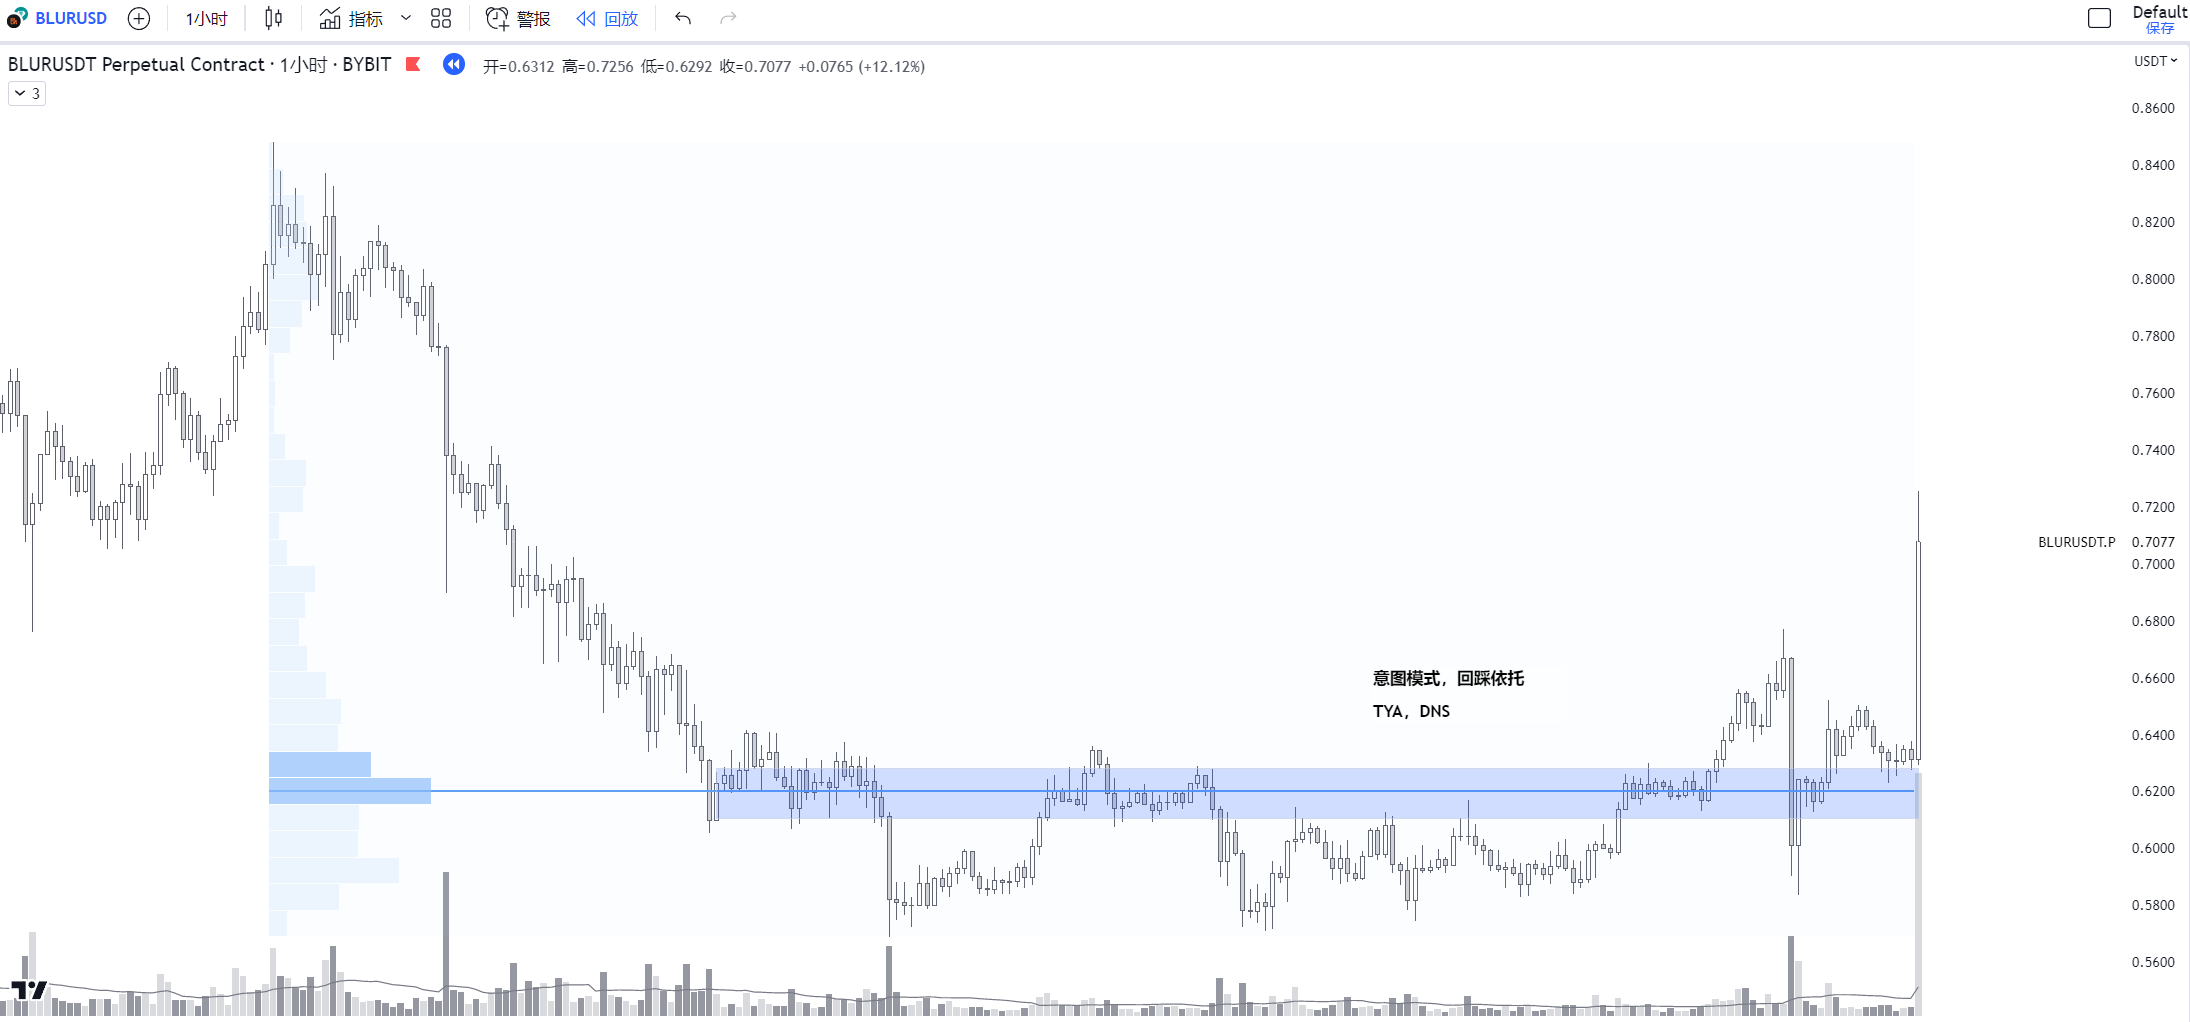 BLURUSD 1小时 指标 警报 回放 Default
保存
BLURUSDT Perpetual Contract · 1小时 · BYBIT 开=0.6312 高=0.7256 低=0.6292 收=0.7077 +0.0765 (+12.12%)
USDT
3
0.8600
0.8400
0.8200
0.8000
0.7800
0.7600
0.7400
0.7200
BLURUSDT.P 0.7077
0.7000
0.6800
意图模式，回踩依托
0.6600
TYA，DNS
0.6400
0.6200
0.6000
0.5800
0.5600